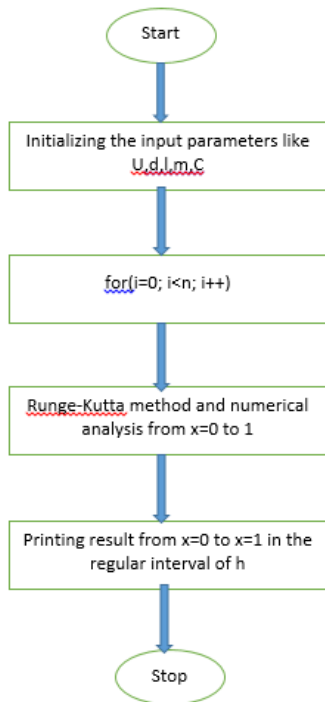 Start
Initializing the input parameters like
U,d,l,m,C
for(i=0; i<n; i++)
Runge-Kutta method and numerical
analysis from x=0 to 1
Printing result from x=0 to x=1 in the
regular interval of h
Stop